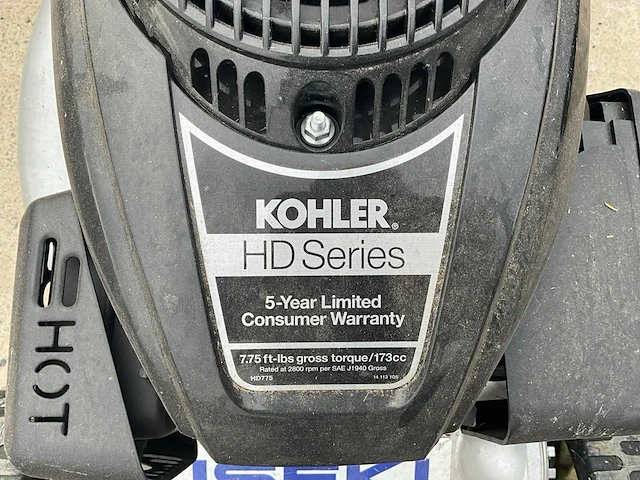 KOHLER®
HD Series
5-Year Limited
Consumer Warranty
7.75 ft-lbs gross torque/173cc
Rated at 2800 rpm per SAE J1940 Gross
HD775
HOT
ISEKI